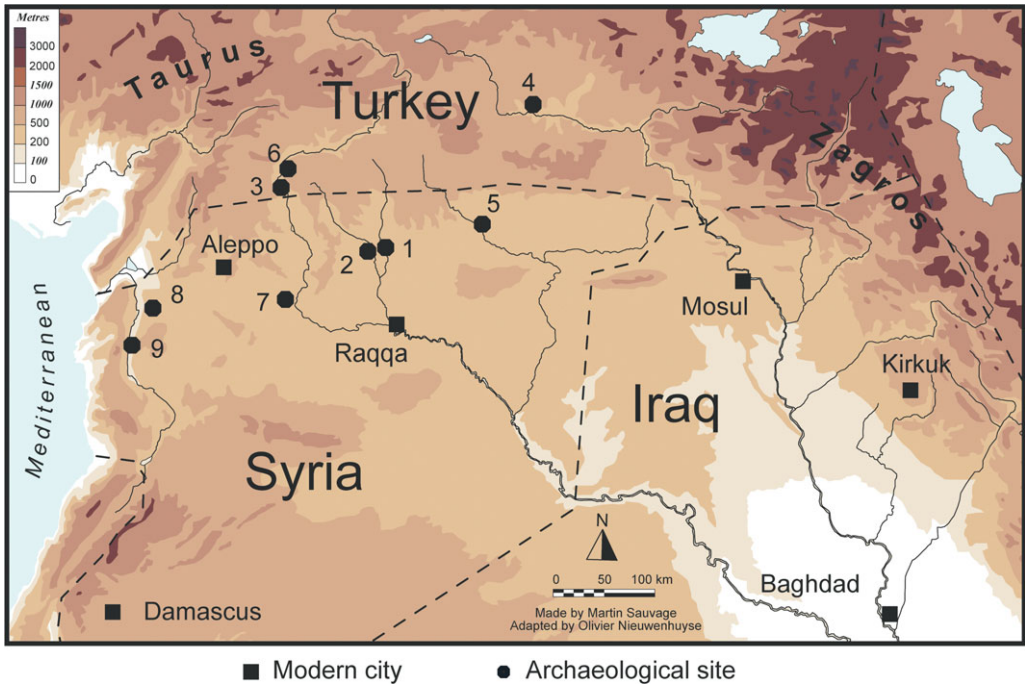 Metres
3000
2000
1500
1000
500
200
100
0
Taurus
Turkey
4
Zagros
6
3
5
Aleppo
2
1
8
7
Mosul
9
Raqqa
Kirkuk
Mediterranean
Iraq
Syria
N
0 50 100 km
Made by Martin Sauvage
Adapted by Olivier Nieuwenhuyse
Baghdad
Damascus
Modern city
Archaeological site